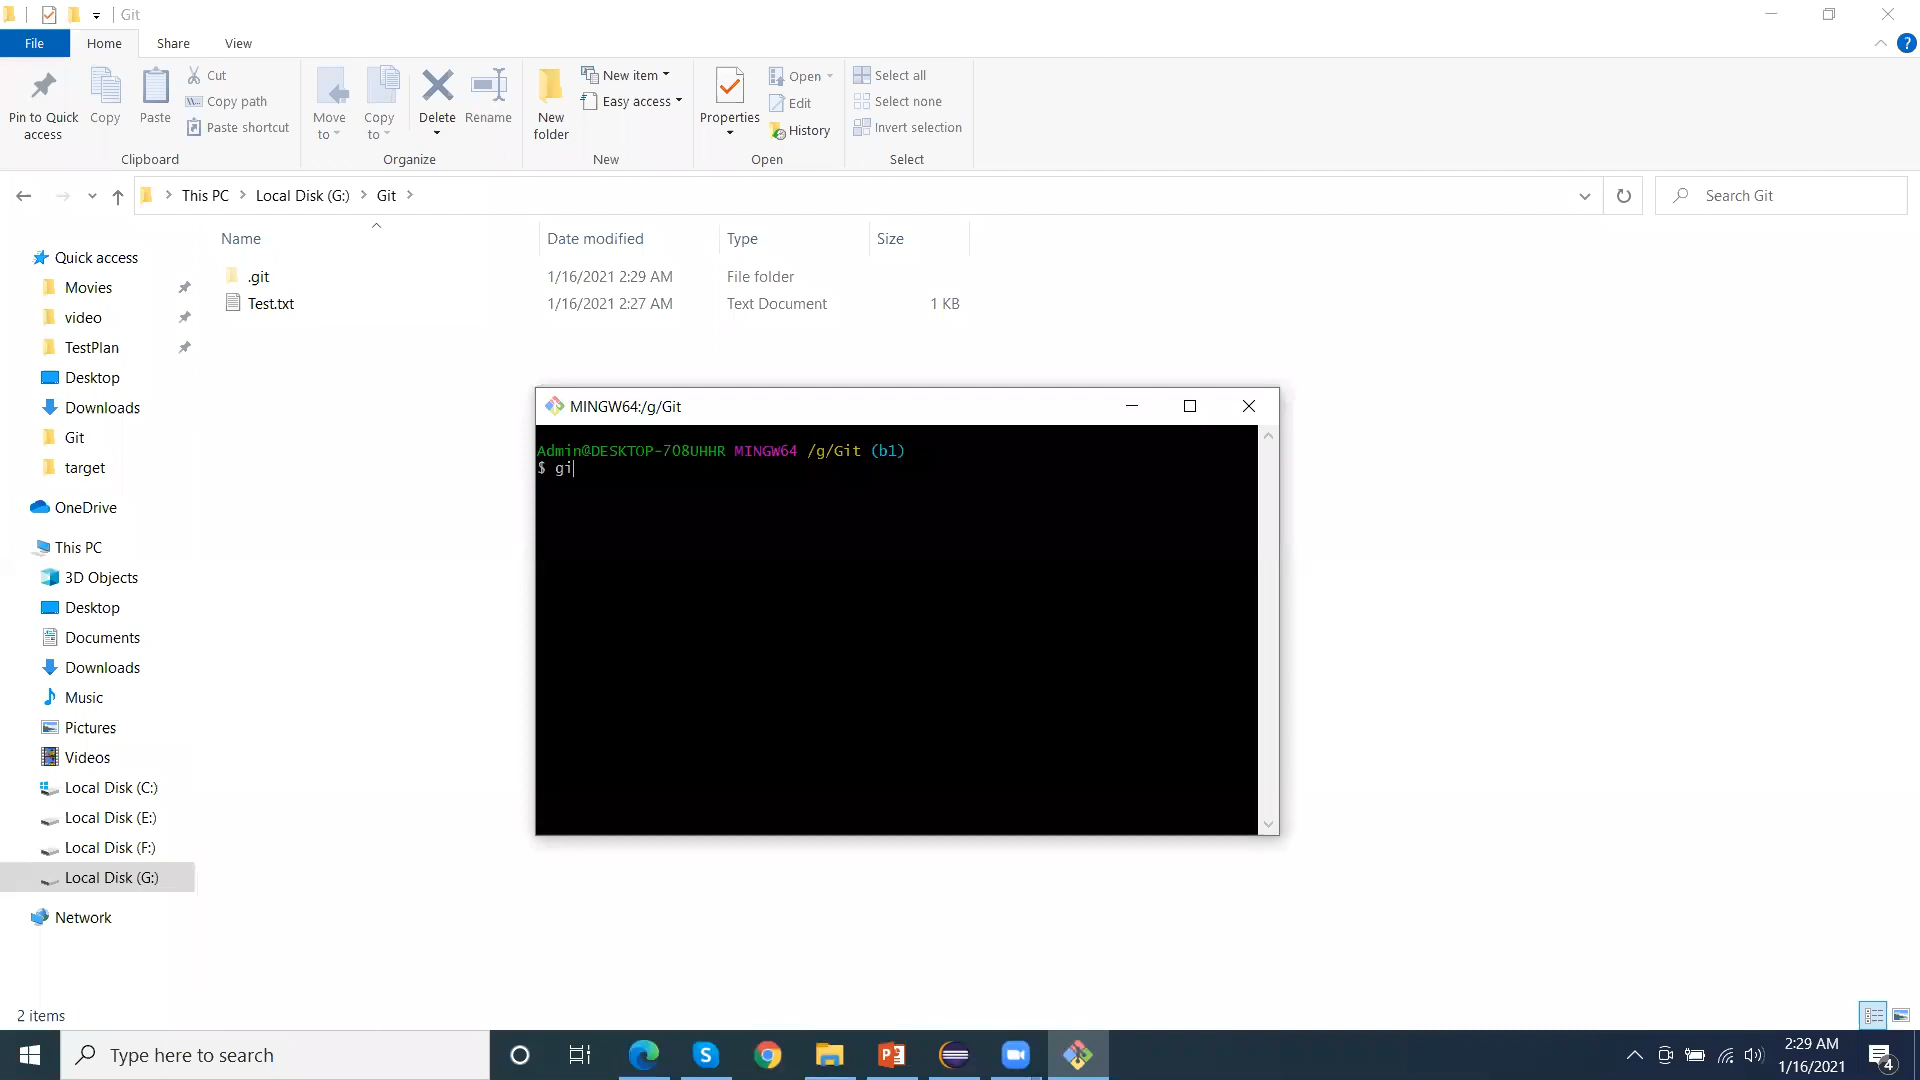 Git
File Home Share View
Pin to Quick access
Copy
Paste
Cut
Copy path
Paste shortcut
Clipboard
Move to
Copy to
Delete
Rename
Organize
New folder
New item
Easy access
New
Properties
Open
Edit
History
Open
Select all
Select none
Invert selection
Select
This PC > Local Disk (G:) > Git >
Search Git
Name Date modified Type Size
.git 1/16/2021 2:29 AM File folder
Test.txt 1/16/2021 2:27 AM Text Document 1 KB
Quick access
Movies
video
TestPlan
Desktop
Downloads
Git
target
OneDrive
This PC
3D Objects
Desktop
Documents
Downloads
Music
Pictures
Videos
Local Disk (C:)
Local Disk (E:)
Local Disk (F:)
Local Disk (G:)
Network
MINGW64:/g/Git
Admin@DESKTOP-7O8UHHR MINGW64 /g/Git (b1)
$ gi
2 items
Type here to search
2:29 AM
1/16/2021
4